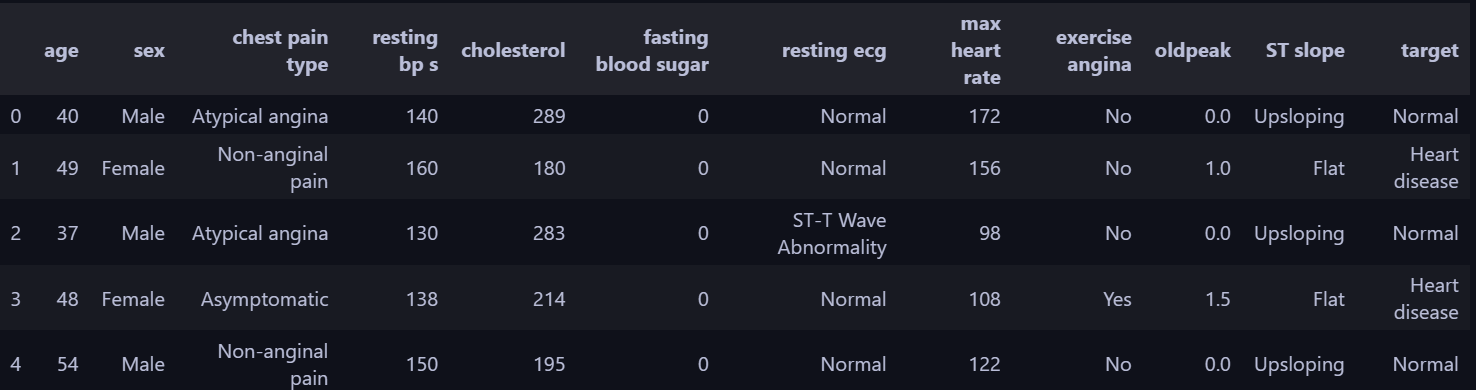 age sex chest pain type resting bp s cholesterol fasting blood sugar resting ecg max heart rate exercise angina oldpeak ST slope target
0 40 Male Atypical angina 140 289 0 Normal 172 No 0.0 Upsloping Normal
1 49 Female Non-anginal pain 160 180 0 Normal 156 No 1.0 Flat Heart disease
2 37 Male Atypical angina 130 283 0 ST-T Wave Abnormality 98 No 0.0 Upsloping Normal
3 48 Female Asymptomatic 138 214 0 Normal 108 Yes 1.5 Flat Heart disease
4 54 Male Non-anginal pain 150 195 0 Normal 122 No 0.0 Upsloping Normal